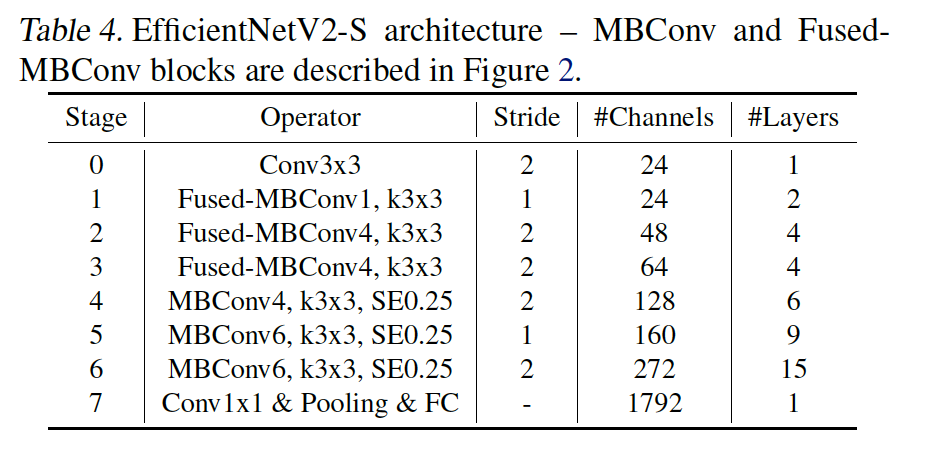 Table 4. EfficientNetV2-S architecture – MBConv and Fused-
MBConv blocks are described in Figure 2.
Stage Operator Stride #Channels #Layers
0 Conv3x3 2 24 1
1 Fused-MBConv1, k3x3 1 24 2
2 Fused-MBConv4, k3x3 2 48 4
3 Fused-MBConv4, k3x3 2 64 4
4 MBConv4, k3x3, SE0.25 2 128 6
5 MBConv6, k3x3, SE0.25 1 160 9
6 MBConv6, k3x3, SE0.25 2 272 15
7 Conv1x1 & Pooling & FC - 1792 1